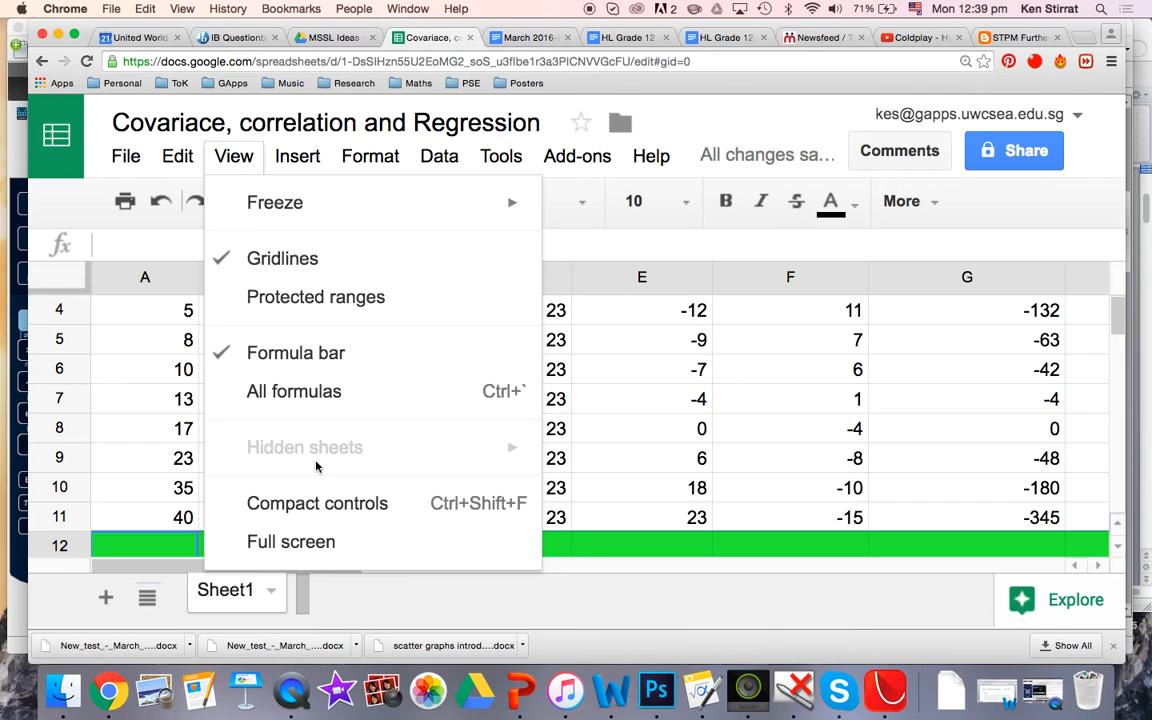 Chrome File Edit View History Bookmarks People Window Help 2 71% Mon 12:39 pm Ken Stirrat
United World IB Questionb MSSL Ideas Covariace, co March 2016-I HL Grade 12 HL Grade 12 Newsfeed / T Coldplay - Hy STPM Furthe
https://docs.google.com/spreadsheets/d/1-DsSIHzn55U2EoMG2_soS_u3flbe1r3a3PICNVVGcFU/edit#gid=0
Apps Personal ToK GApps Music Research Maths PSE Posters
Covariace, correlation and Regression
kes@gapps.uwcsea.edu.sg
File Edit View Insert Format Data Tools Add-ons Help All changes sa...
Comments
Share
10 B I S A More
fx
Freeze
Gridlines
Protected ranges
Formula bar
All formulas Ctrl+`
Hidden sheets
Compact controls Ctrl+Shift+F
Full screen
A E F G
4 5 23 -12 11 -132
5 8 23 -9 7 -63
6 10 23 -7 6 -42
7 13 23 -4 1 -4
8 17 23 0 -4 0
9 23 23 6 -8 -48
10 35 23 18 -10 -180
11 40 23 23 -15 -345
12
Sheet1
Explore
New_test_-_March_....docx New_test_-_March_....docx scatter graphs introd....docx Show All